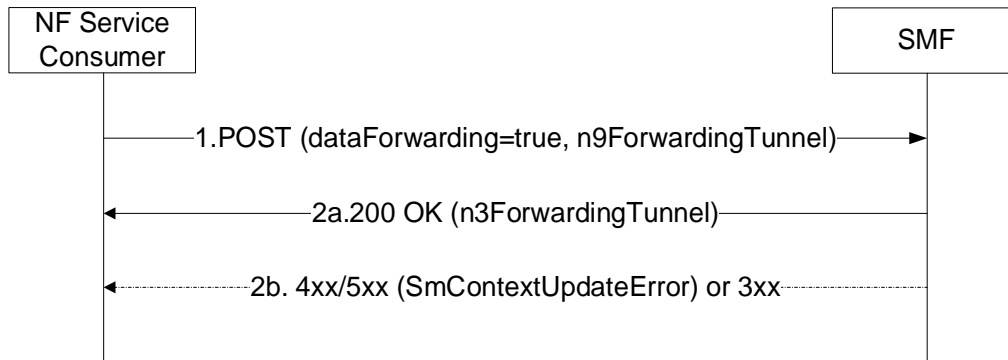 NF Service
Consumer
SMF
1.POST (dataForwarding=true, n9ForwardingTunnel)
2a.200 OK (n3ForwardingTunnel)
2b. 4xx/5xx (SmContextUpdateError) or 3xx